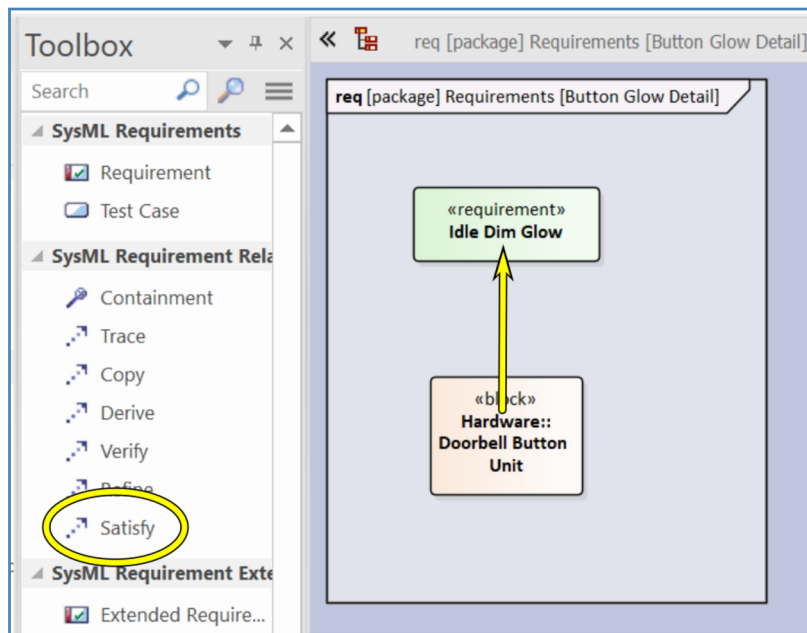 Toolbox
Search
SysML Requirements
Requirement
Test Case
SysML Requirement Rela
Containment
Trace
Copy
Derive
Verify
Refine
Satisfy
SysML Requirement Exte
Extended Require...
req [package] Requirements [Button Glow Detail]
req [package] Requirements [Button Glow Detail]
«requirement»
Idle Dim Glow
«block»
Hardware::
Doorbell Button
Unit